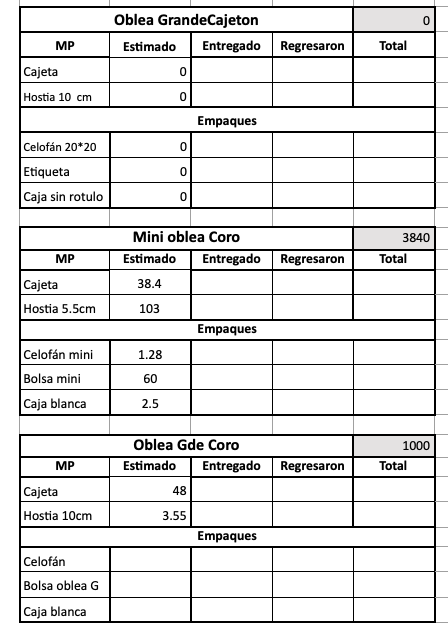 Oblea GrandeCajeton 0
MP Estimado Entregado Regresaron Total
Cajeta 0
Hostia 10 cm 0
Empaques
Celofán 20*20 0
Etiqueta 0
Caja sin rotulo 0
Mini oblea Coro 3840
MP Estimado Entregado Regresaron Total
Cajeta 38.4
Hostia 5.5cm 103
Empaques
Celofán mini 1.28
Bolsa mini 60
Caja blanca 2.5
Oblea Gde Coro 1000
MP Estimado Entregado Regresaron Total
Cajeta 48
Hostia 10cm 3.55
Empaques
Celofán
Bolsa oblea G
Caja blanca